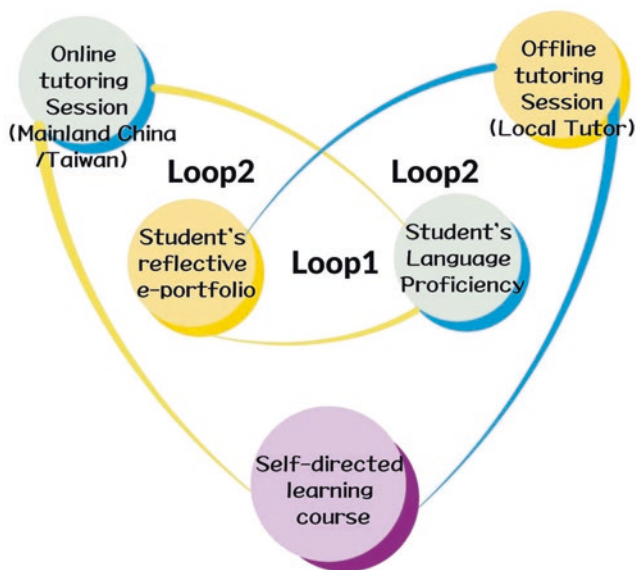 Online
tutoring
Session
(Mainland China
/Taiwan)
Offline
tutoring
Session
(Local Tutor)
Loop2
Loop2
Student's
reflective
e-portfolio
Loop1
Student's
Language
Proficiency
Self-directed
learning
course